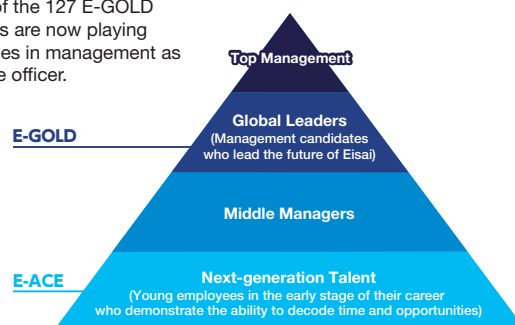 of the 127 E-GOLD
s are now playing
es in management as
e officer.
Top Management
E-GOLD
Global Leaders
(Management candidates
who lead the future of Eisai)
Middle Managers
E-ACE
Next-generation Talent
(Young employees in the early stage of their career
who demonstrate the ability to decode time and opportunities)